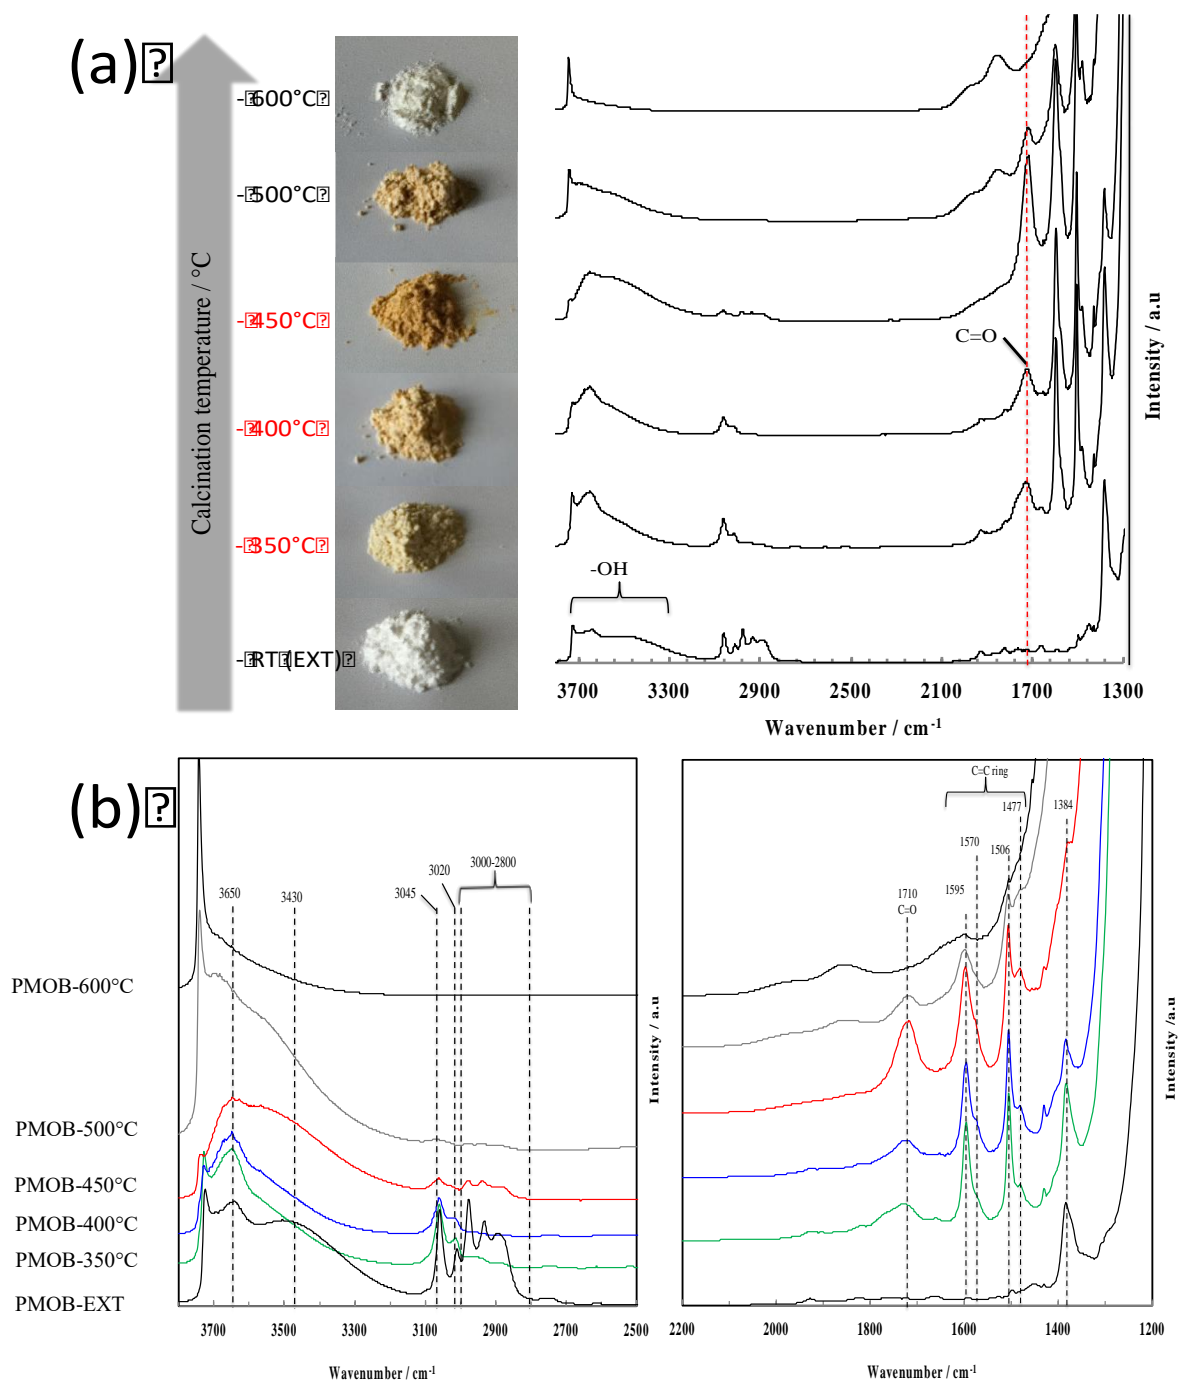 (a)
Calcination temperature / °C
- 600°C
- 500°C
- 450°C
- 400°C
- 350°C
- RT (EXT)
C=O
-OH
Intensity / a.u
3700 3300 2900 2500 2100 1700 1300
Wavenumber / cm-1
(b)
3650
3430
3045
3020
3000-2800
PMOB-600°C
PMOB-500°C
PMOB-450°C
PMOB-400°C
PMOB-350°C
PMOB-EXT
Intensity / a.u
3700 3500 3300 3100 2900 2700 2500
Wavenumber / cm-1
C=C ring
1710
C=O
1595
1570
1506
1477
1384
Intensity /a.u
2200 2000 1800 1600 1400 1200
Wavenumber / cm-1